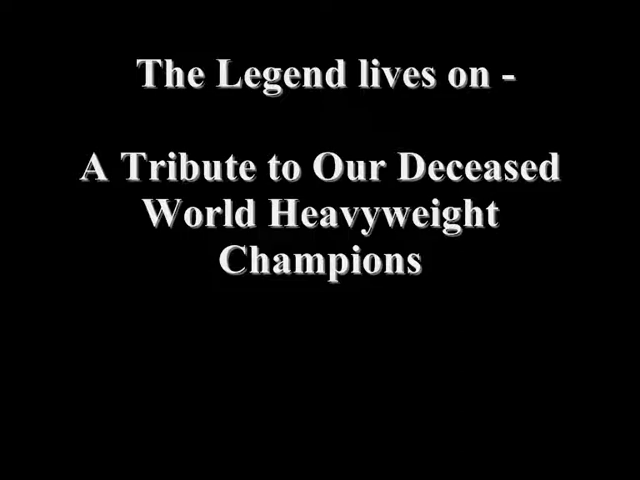 The Legend lives on -
A Tribute to Our Deceased
World Heavyweight
Champions